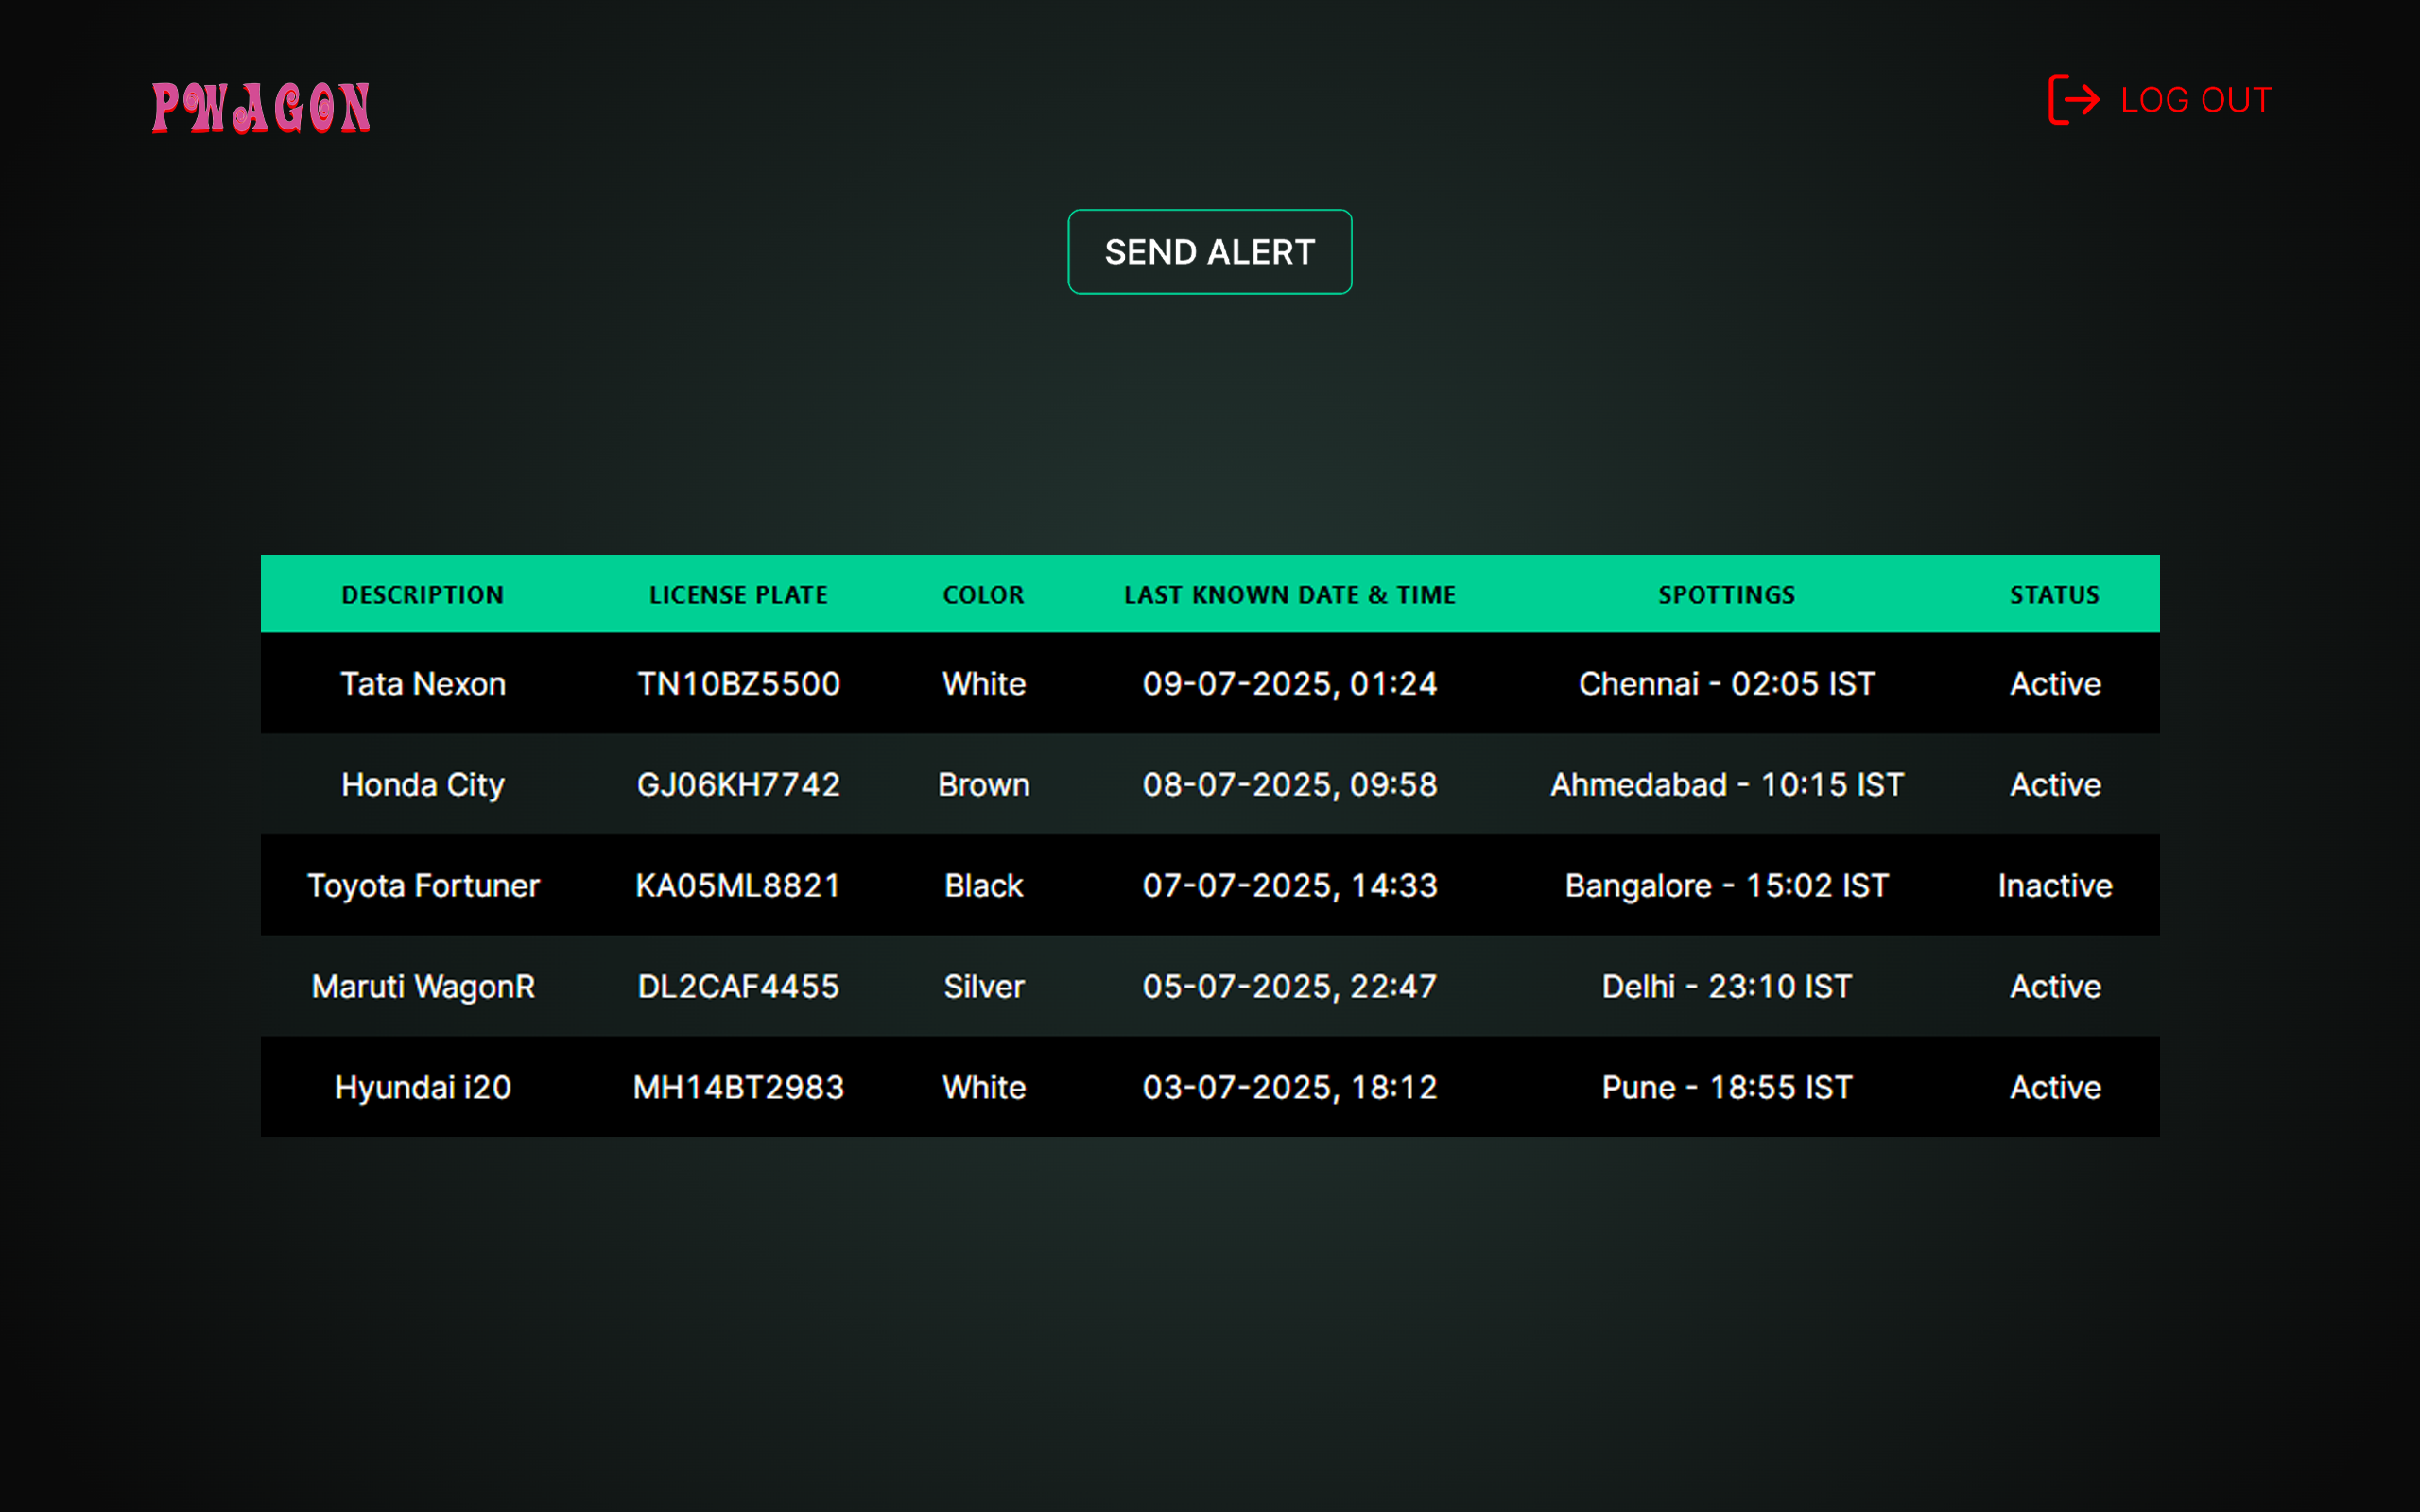 PWAGON
LOG OUT
SEND ALERT
DESCRIPTION LICENSE PLATE COLOR LAST KNOWN DATE & TIME SPOTTINGS STATUS
Tata Nexon TN10BZ5500 White 09-07-2025, 01:24 Chennai - 02:05 IST Active
Honda City GJ06KH7742 Brown 08-07-2025, 09:58 Ahmedabad - 10:15 IST Active
Toyota Fortuner KA05ML8821 Black 07-07-2025, 14:33 Bangalore - 15:02 IST Inactive
Maruti WagonR DL2CAF4455 Silver 05-07-2025, 22:47 Delhi - 23:10 IST Active
Hyundai i20 MH14BT2983 White 03-07-2025, 18:12 Pune - 18:55 IST Active